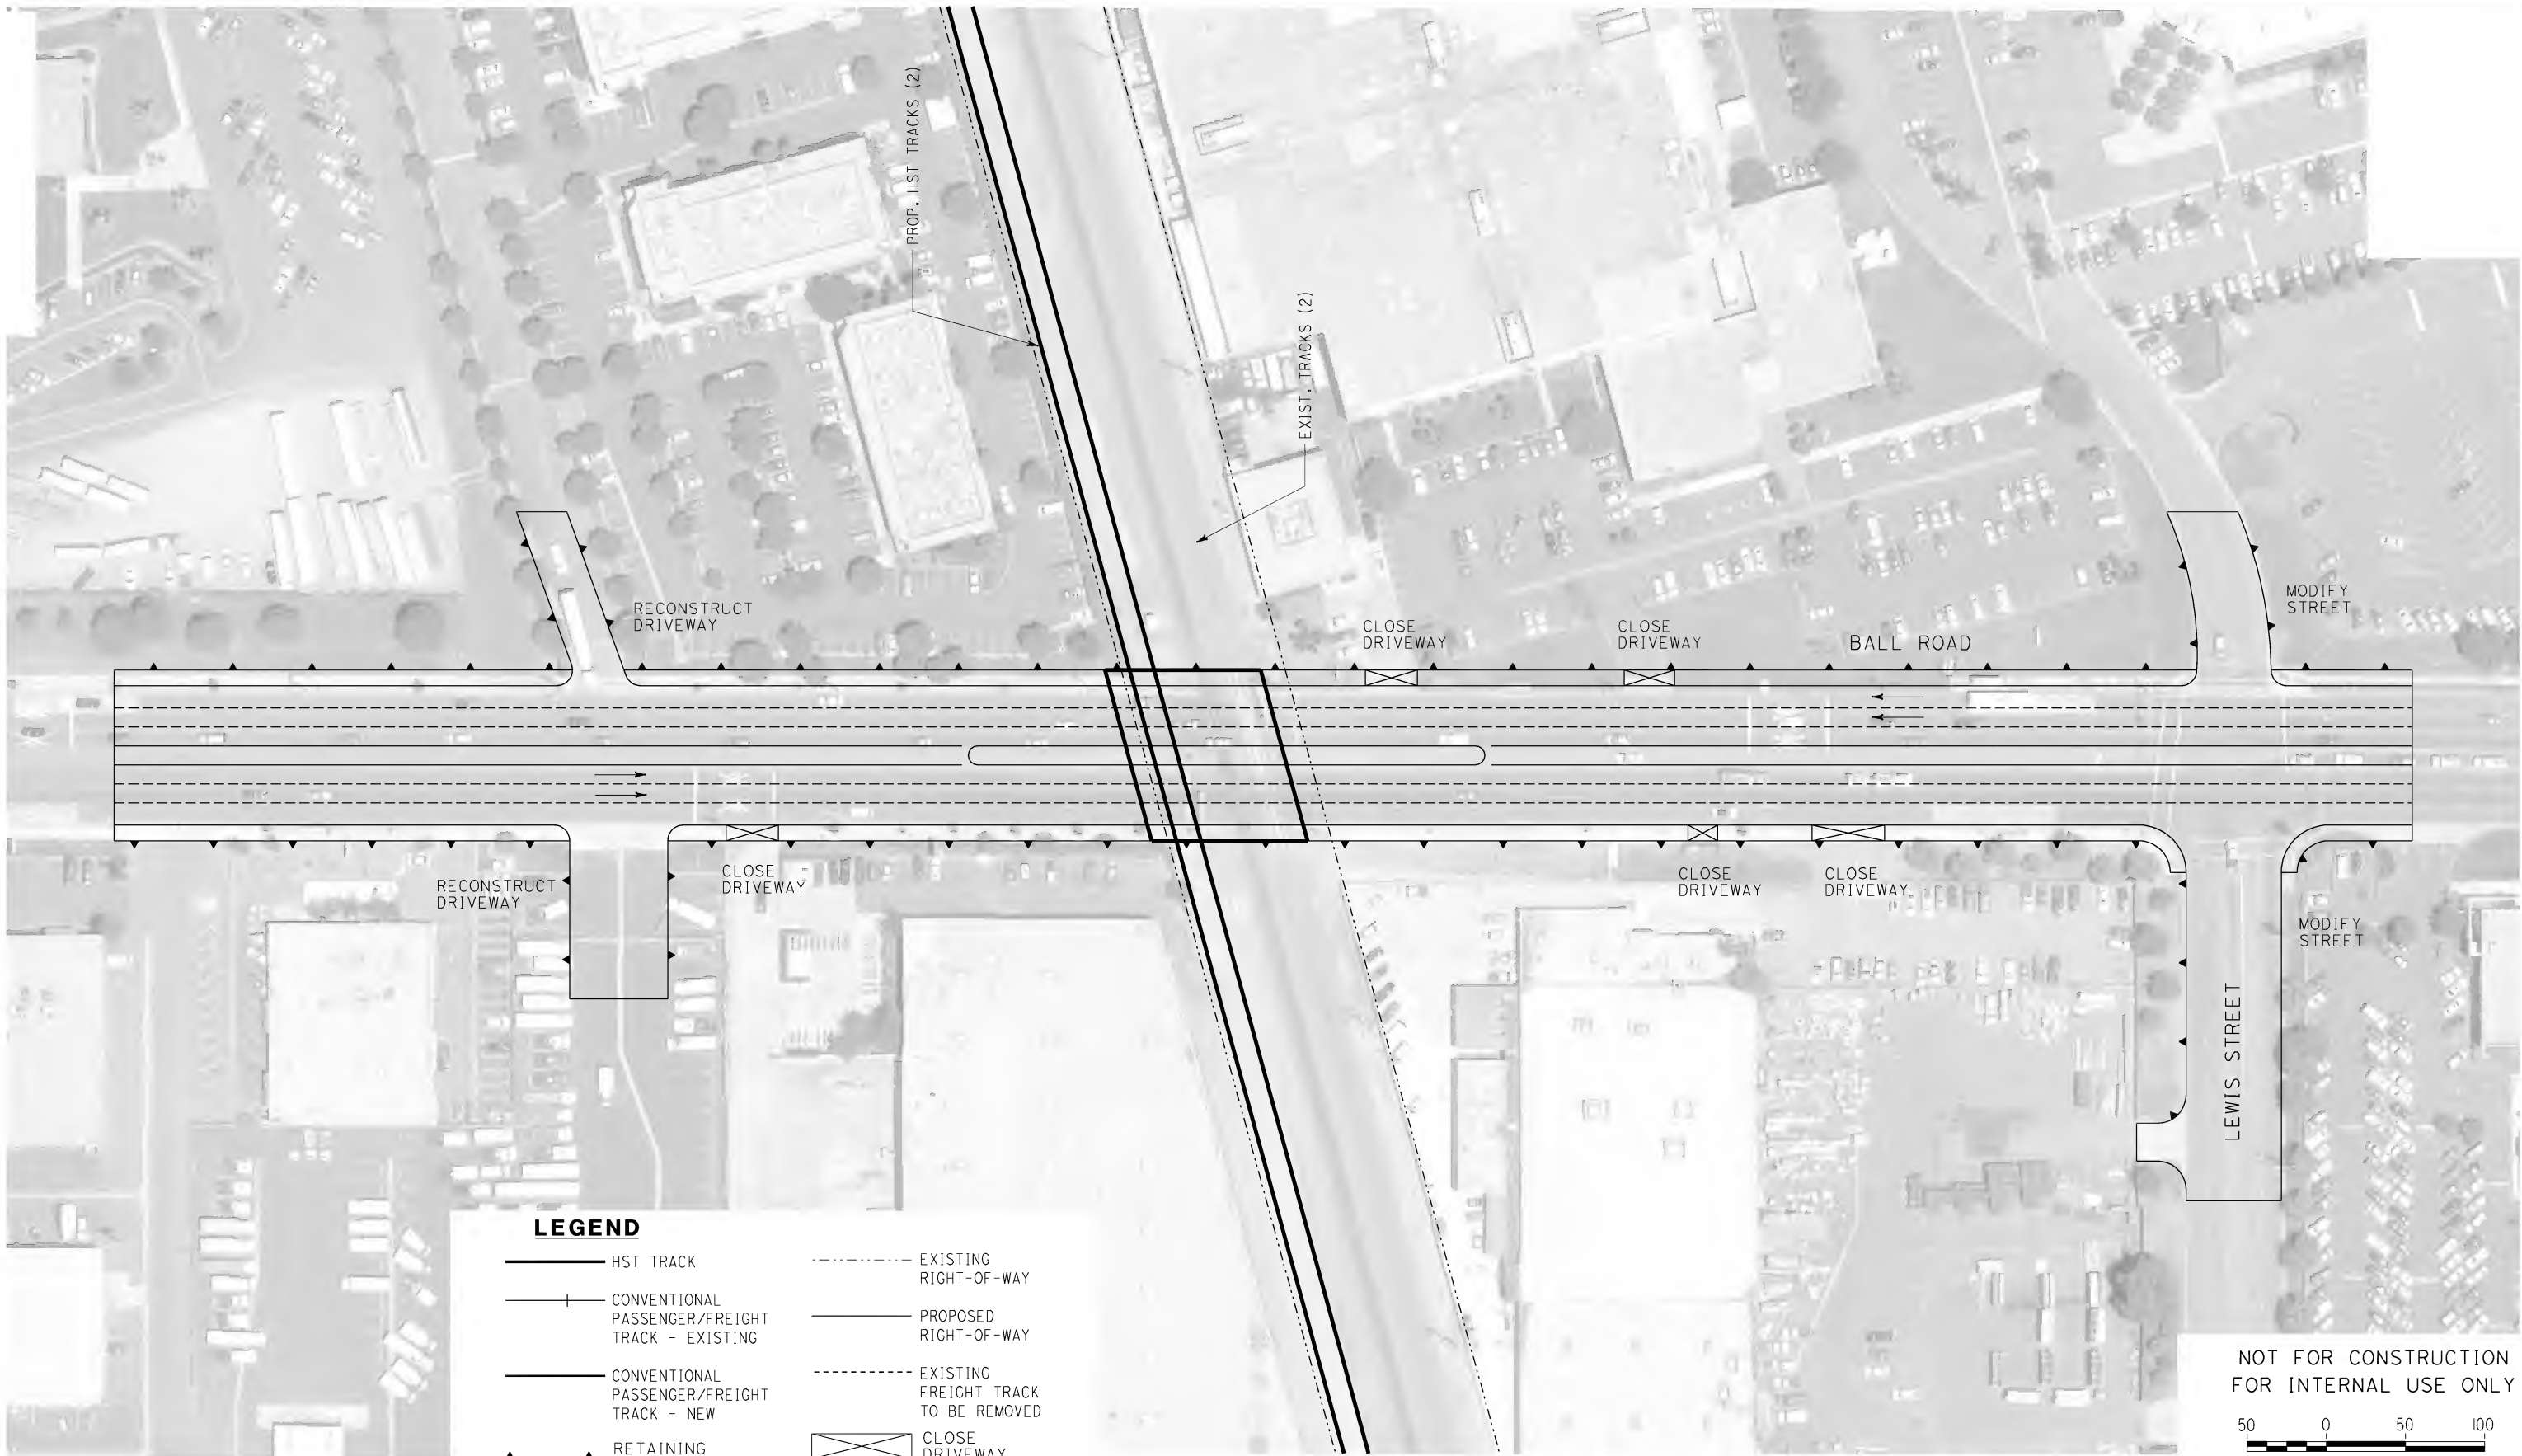 PROP. HST TRACKS (2)
EXIST. TRACKS (2)
RECONSTRUCT
DRIVEWAY
CLOSE
DRIVEWAY
CLOSE
DRIVEWAY
BALL ROAD
MODIFY
STREET
RECONSTRUCT
DRIVEWAY
CLOSE
DRIVEWAY
CLOSE
DRIVEWAY
CLOSE
DRIVEWAY
MODIFY
STREET
LEWIS STREET
LEGEND
HST TRACK
CONVENTIONAL
PASSENGER/FREIGHT
TRACK - EXISTING
CONVENTIONAL
PASSENGER/FREIGHT
TRACK - NEW
RETAINING
EXISTING
RIGHT-OF-WAY
PROPOSED
RIGHT-OF-WAY
EXISTING
FREIGHT TRACK
TO BE REMOVED
CLOSE
DRIVEWAY
NOT FOR CONSTRUCTION
FOR INTERNAL USE ONLY
50 0 50 100